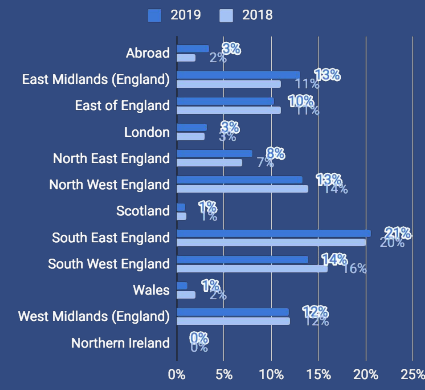 2019 2018
Abroad 3% 2%
East Midlands (England) 13% 11%
East of England 10% 11%
London 3% 3%
North East England 8% 7%
North West England 13% 14%
Scotland 1% 1%
South East England 21% 20%
South West England 14% 16%
Wales 1% 2%
West Midlands (England) 12% 12%
Northern Ireland 0% 0%
0% 5% 10% 15% 20% 25%